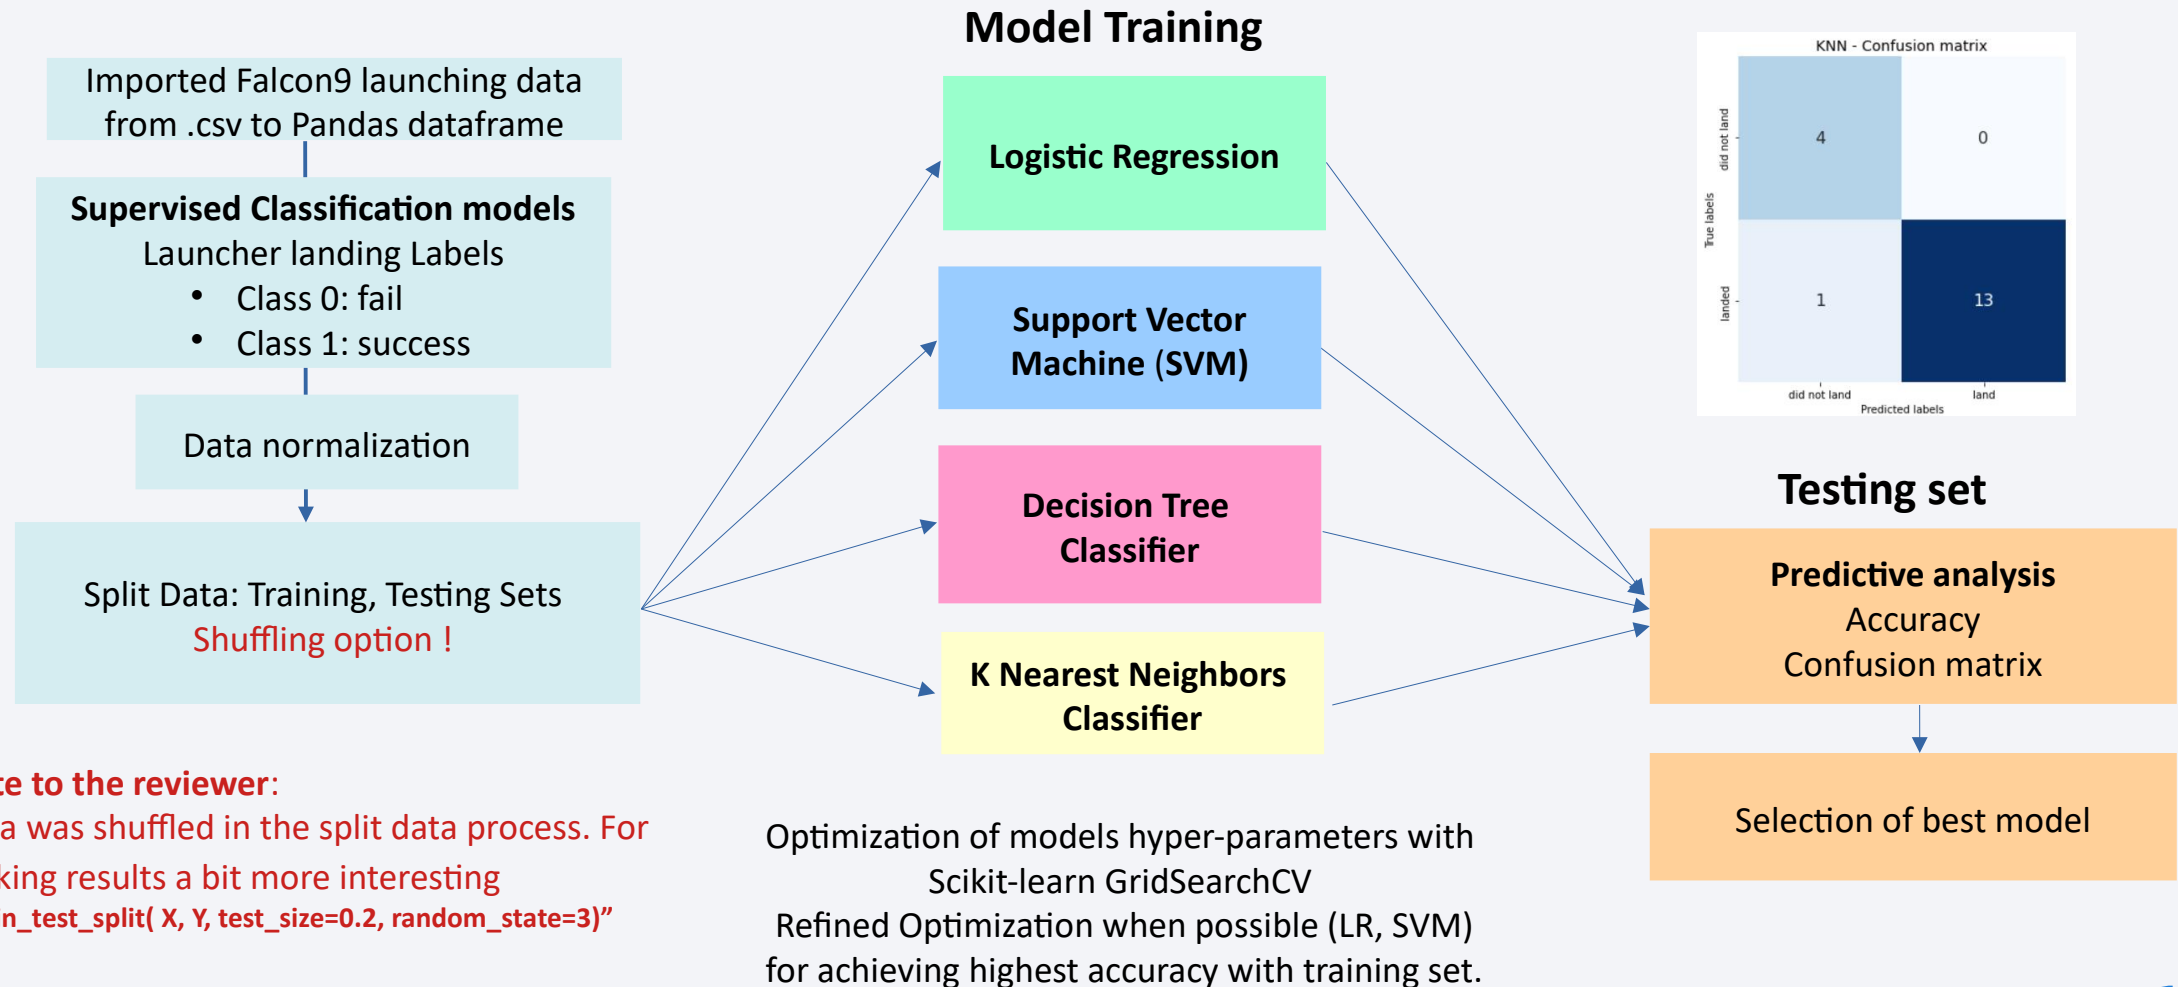 Model Training
Imported Falcon9 launching data
from .csv to Pandas dataframe
Supervised Classification models
Launcher landing Labels
• Class 0: fail
• Class 1: success
Data normalization
Split Data: Training, Testing Sets
Shuffling option !
te to the reviewer:
a was shuffled in the split data process. For
king results a bit more interesting
in_test_split( X, Y, test_size=0.2, random_state=3)”
Logistic Regression
Support Vector
Machine (SVM)
Decision Tree
Classifier
K Nearest Neighbors
Classifier
Optimization of models hyper-parameters with
Scikit-learn GridSearchCV
Refined Optimization when possible (LR, SVM)
for achieving highest accuracy with training set.
KNN - Confusion matrix
True labels
did not land
4 0
landed
1 13
did not land land
Predicted labels
Testing set
Predictive analysis
Accuracy
Confusion matrix
Selection of best model